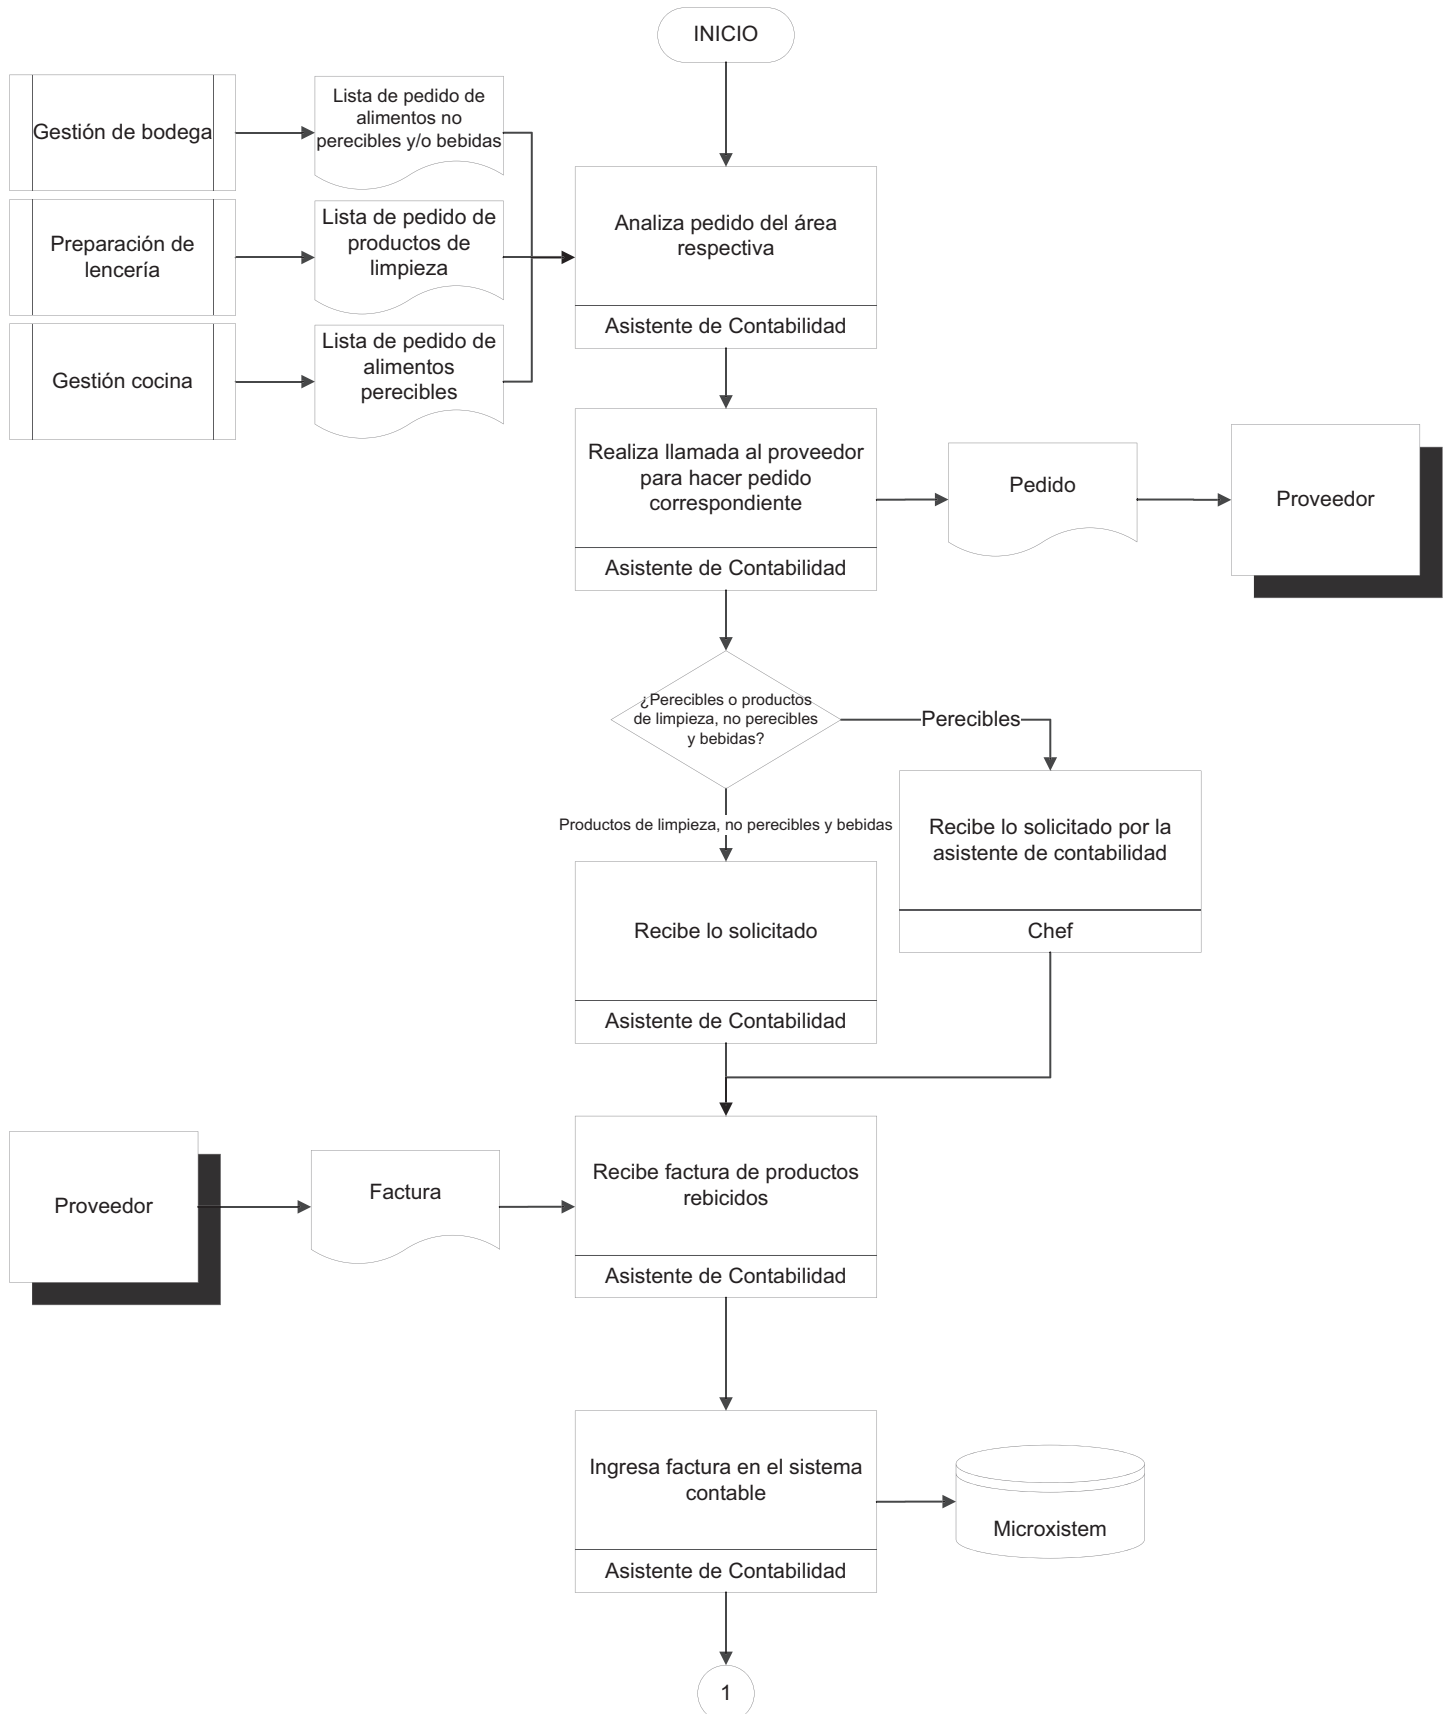 INICIO
Gestión de bodega
Lista de pedido de
alimentos no
perecibles y/o bebidas
Preparación de
lencería
Lista de pedido de
productos de
limpieza
Gestión cocina
Lista de pedido de
alimentos
perecibles
Analiza pedido del área
respectiva
Asistente de Contabilidad
Realiza llamada al proveedor
para hacer pedido
correspondiente
Asistente de Contabilidad
Pedido
Proveedor
¿Perecibles o productos
de limpieza, no perecibles
y bebidas?
Perecibles
Productos de limpieza, no perecibles y bebidas
Recibe lo solicitado por la
asistente de contabilidad
Chef
Recibe lo solicitado
Asistente de Contabilidad
Proveedor
Factura
Recibe factura de productos
rebicidos
Asistente de Contabilidad
Ingresa factura en el sistema
contable
Asistente de Contabilidad
Microxistem
1